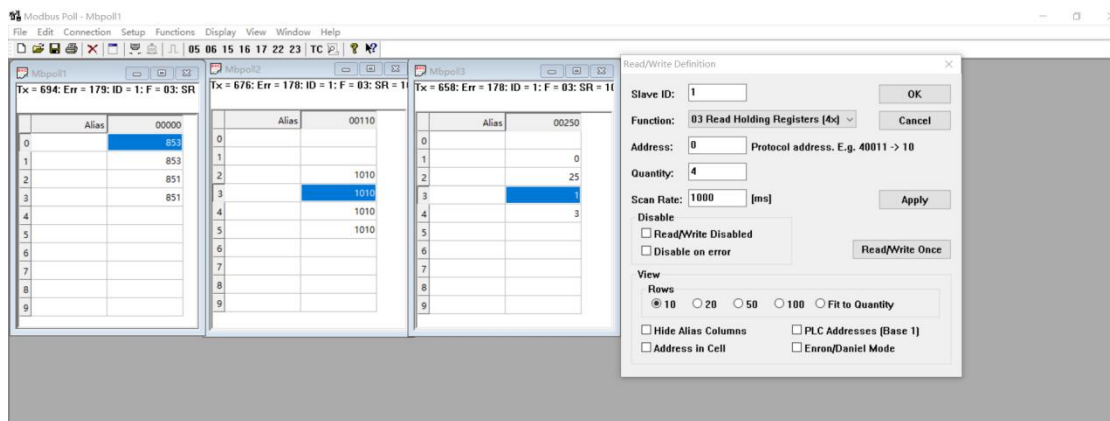 Modbus Poll - Mbpoll1
File Edit Connection Setup Functions Display View Window Help
05 06 15 16 17 22 23 TC
Mbpoll1
Tx = 694: Err = 179: ID = 1: F = 03: SR
Alias 00000
0 853
1 853
2 851
3 851
4
5
6
7
8
9
Mbpoll2
Tx = 676: Err = 178: ID = 1: F = 03: SR = 1
Alias 00110
0
1
2 1010
3 1010
4 1010
5 1010
6
7
8
9
Mbpoll3
Tx = 658: Err = 178: ID = 1: F = 03: SR = 1
Alias 00250
0
1 0
2 25
3 1
4 3
5
6
7
8
9
Read/Write Definition
Slave ID: 1 OK
Function: 03 Read Holding Registers (4x) Cancel
Address: 0 Protocol address. E.g. 40011 -> 10
Quantity: 4
Scan Rate: 1000 [ms] Apply
Disable
Read/Write Disabled
Disable on error Read/Write Once
View
Rows
10 20 50 100 Fit to Quantity
Hide Alias Columns PLC Addresses (Base 1)
Address in Cell Enron/Daniel Mode